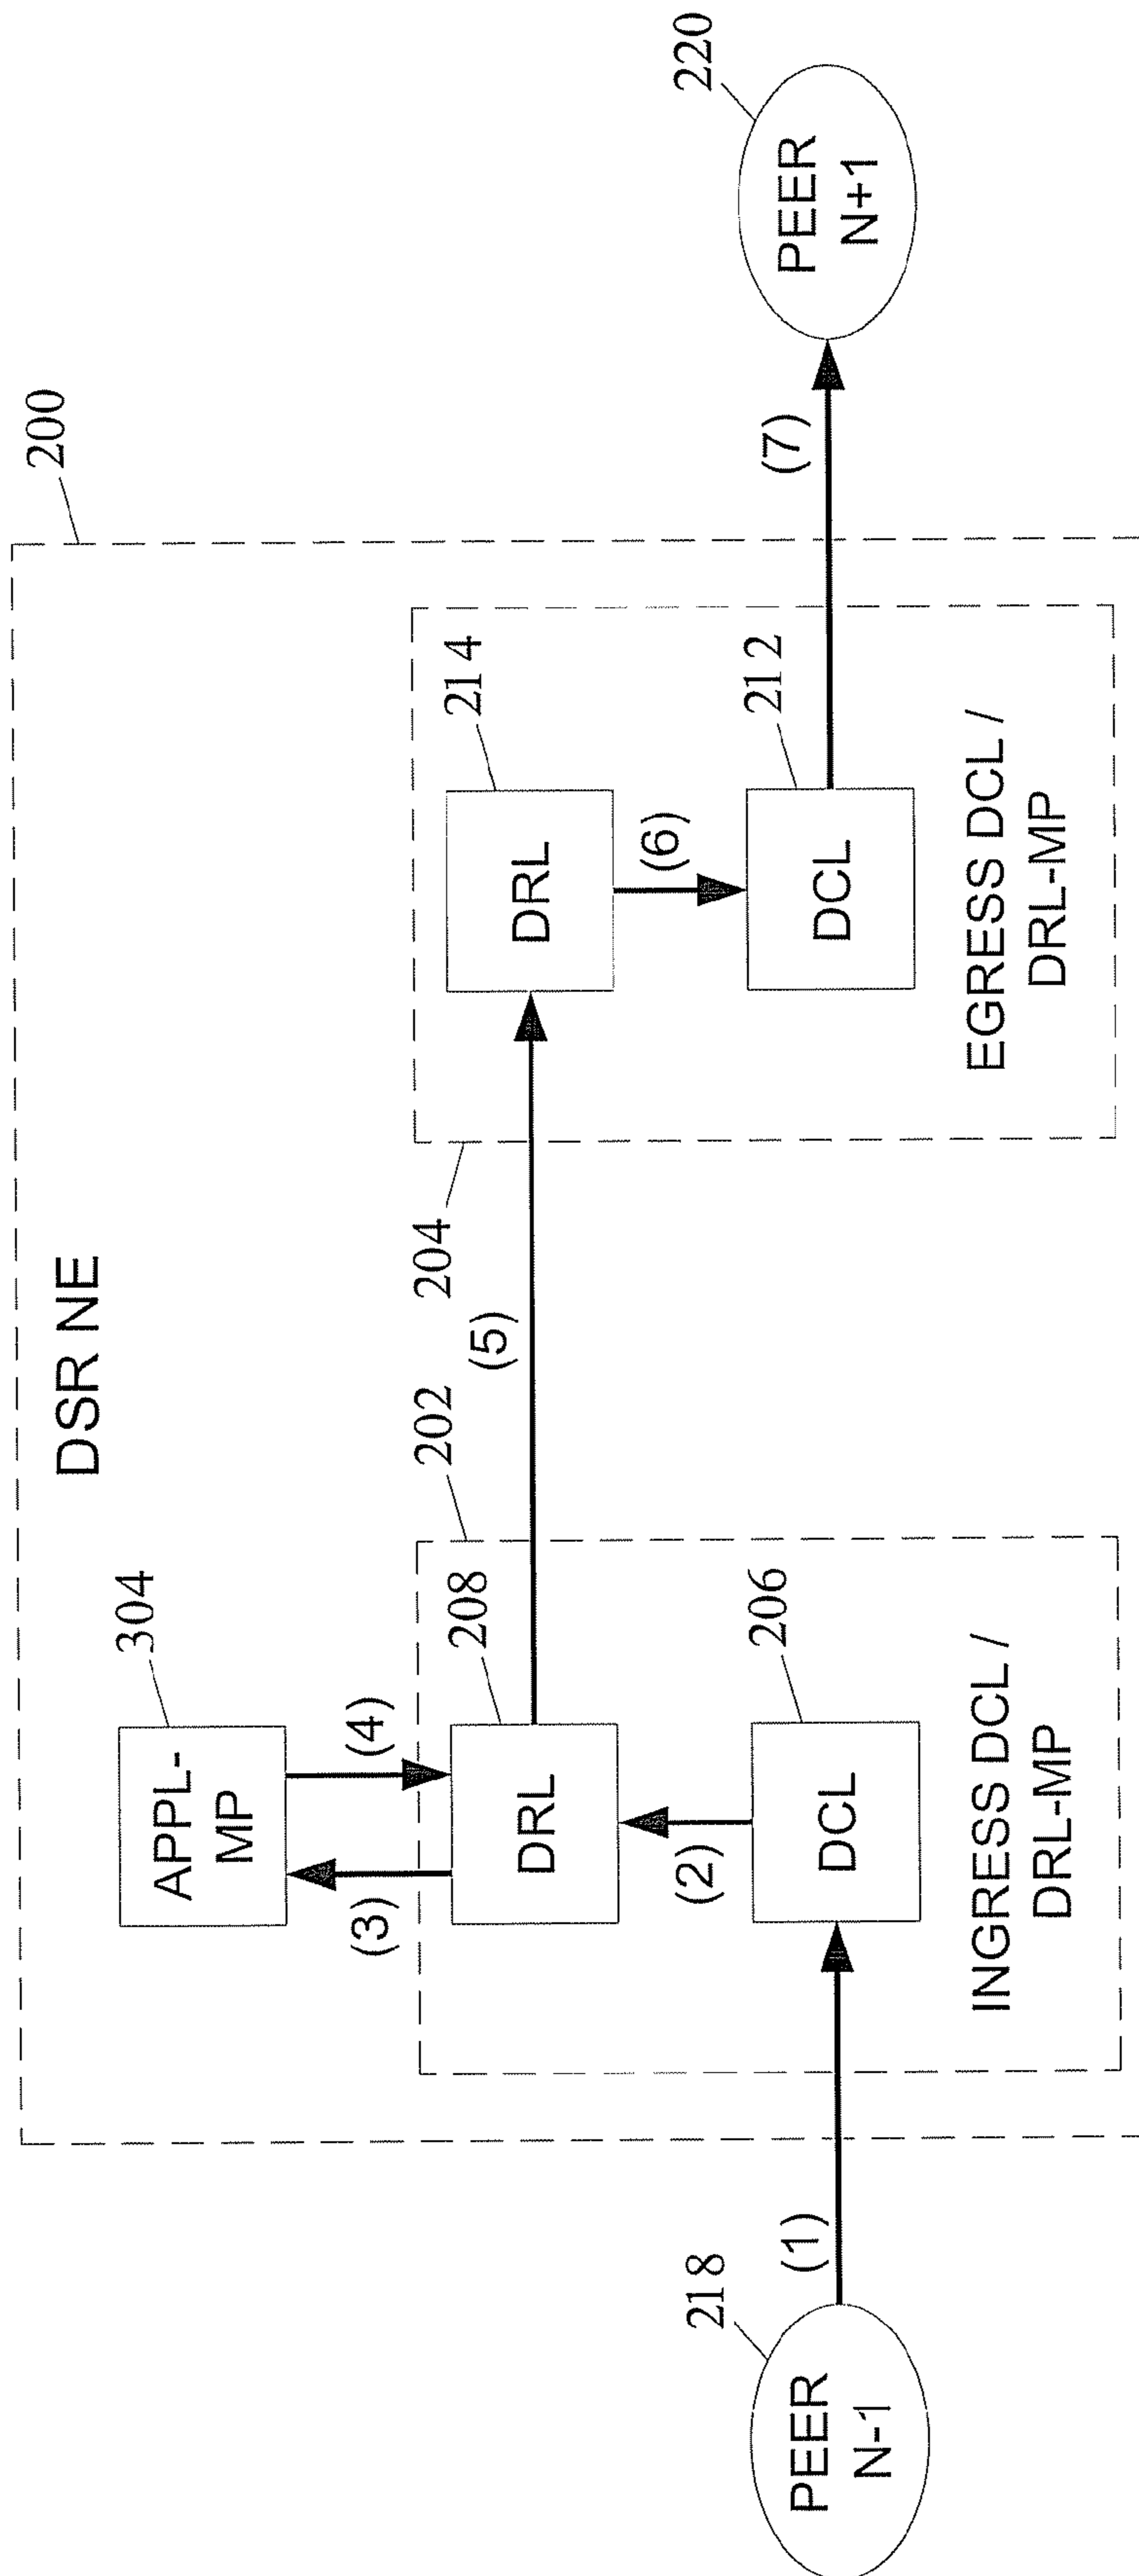 DSR NE
200
304
APPL-
MP
(3)
(4)
202
208
DRL
(2)
206
DCL
INGRESS DCL /
DRL-MP
(5)
204
214
DRL
(6)
212
DCL
EGRESS DCL /
DRL-MP
218
PEER
N-1
(1)
(7)
220
PEER
N+1